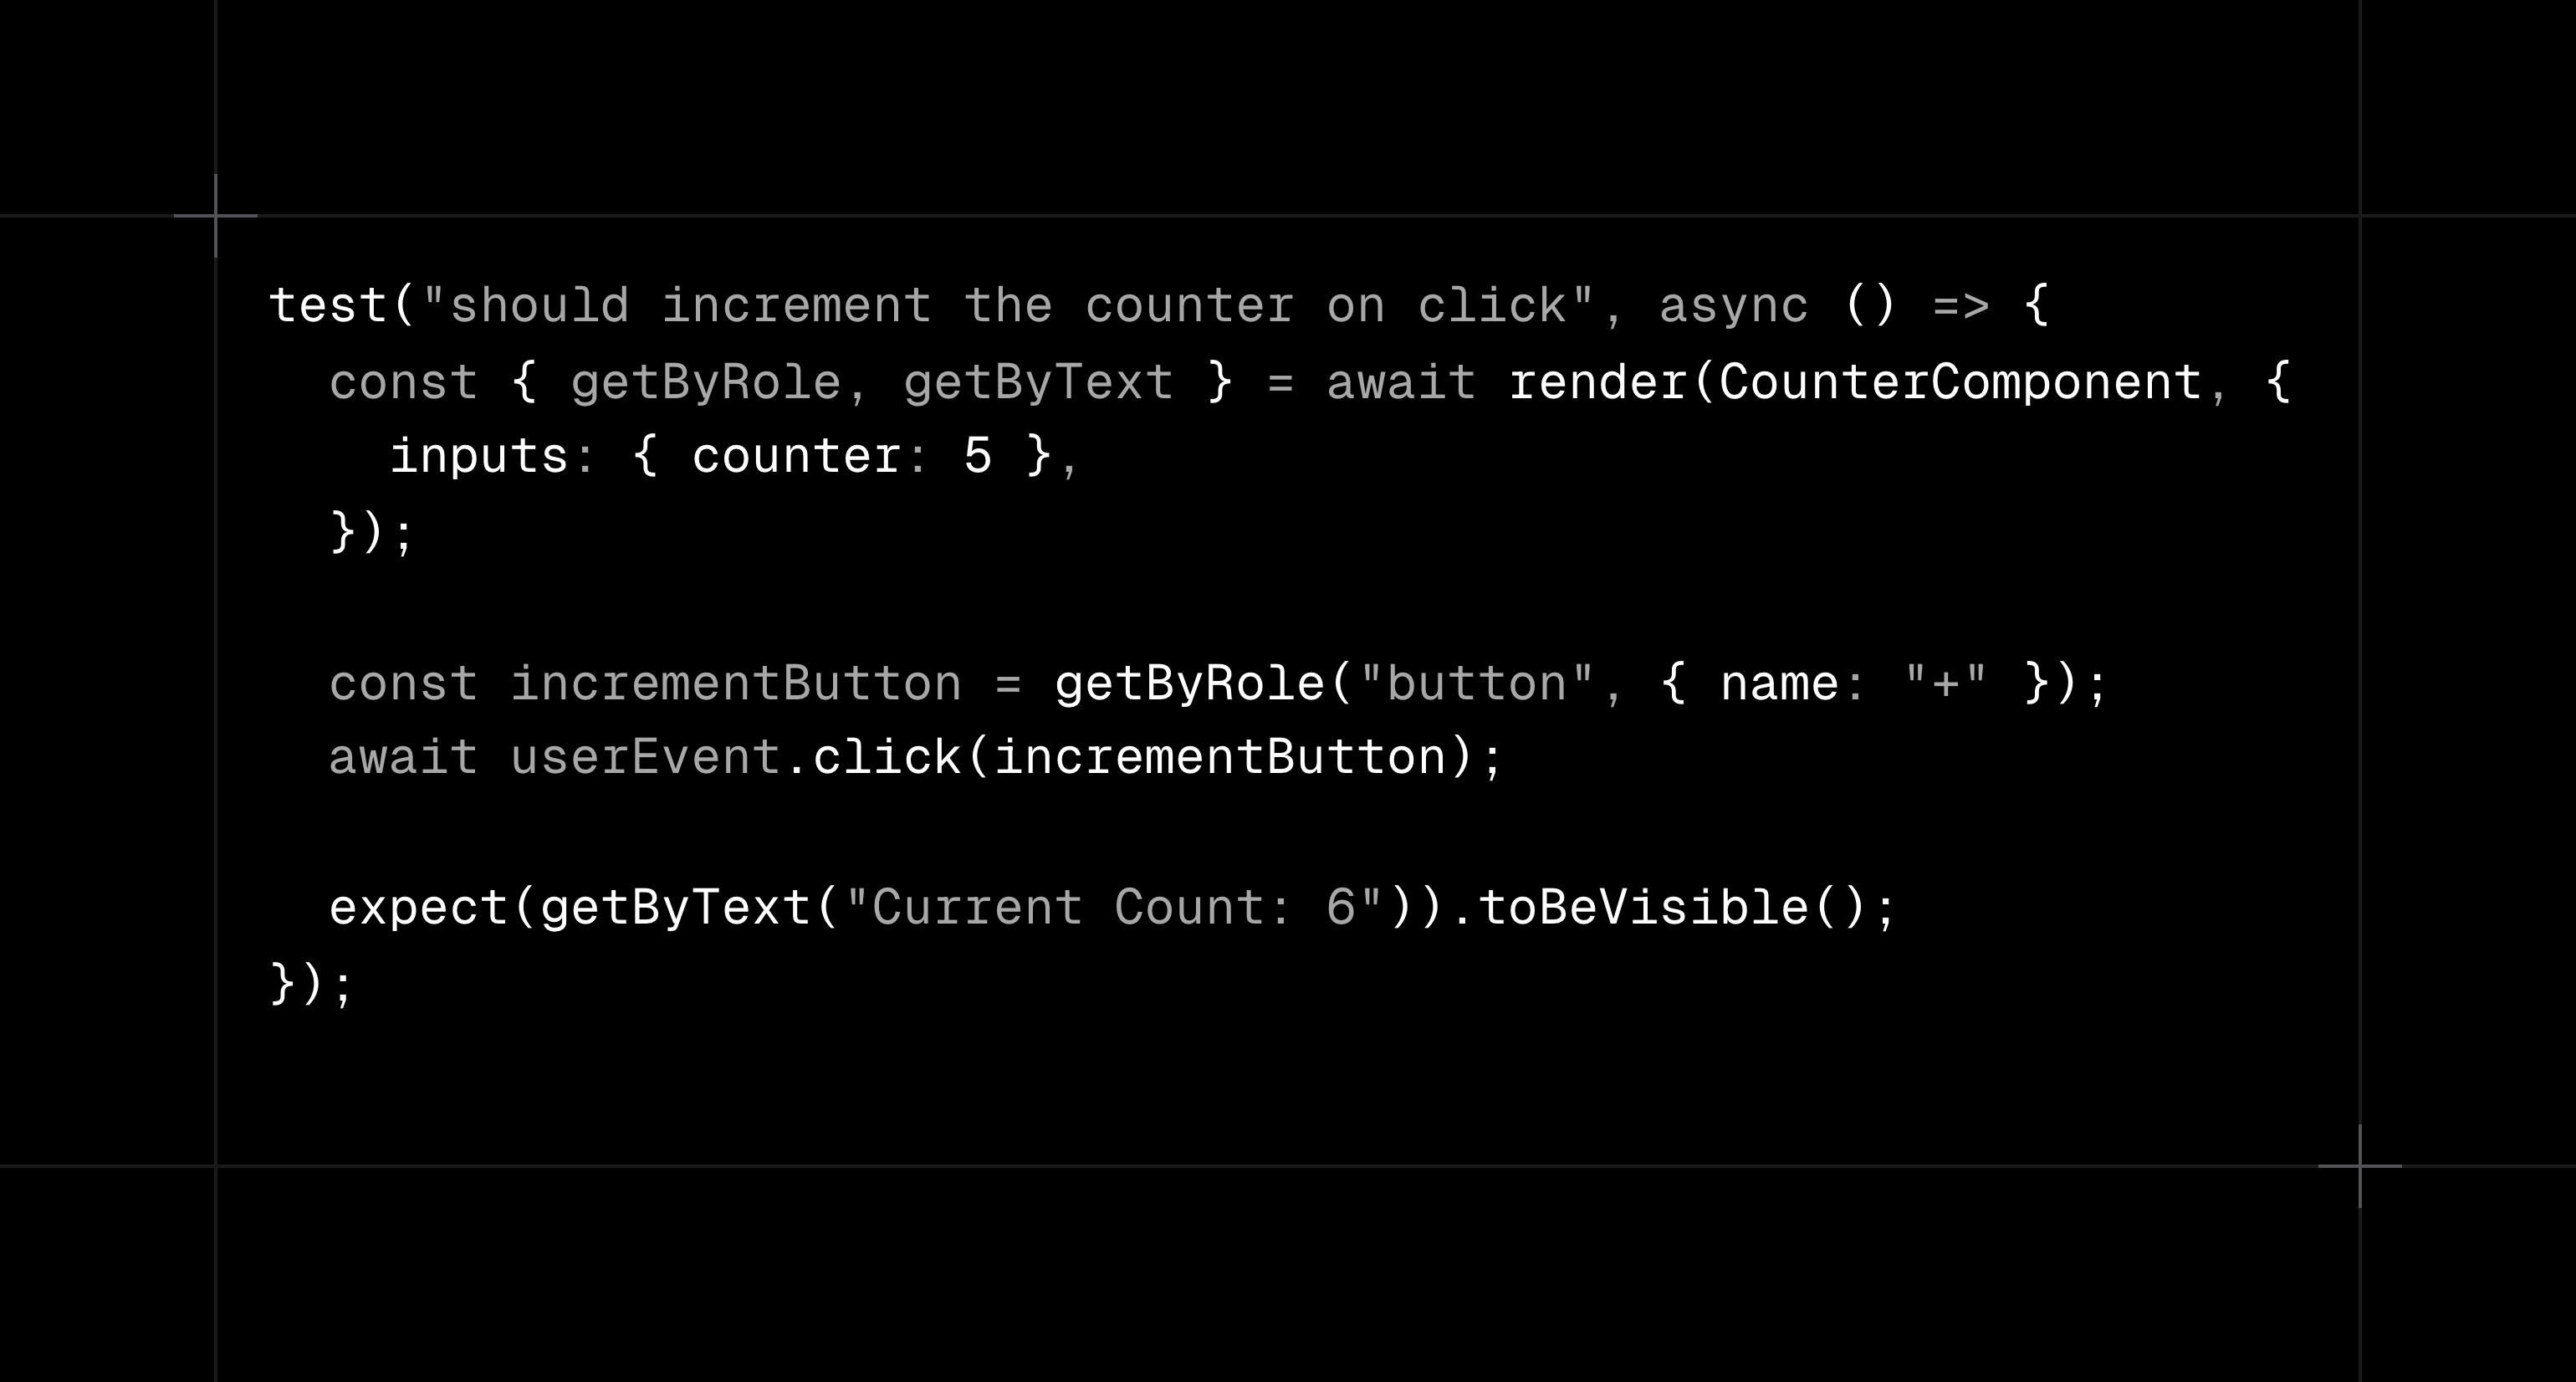 test("should increment the counter on click", async () => {
  const { getByRole, getByText } = await render(CounterComponent, {
    inputs: { counter: 5 },
  });

  const incrementButton = getByRole("button", { name: "+" });
  await userEvent.click(incrementButton);

  expect(getByText("Current Count: 6")).toBeVisible();
});